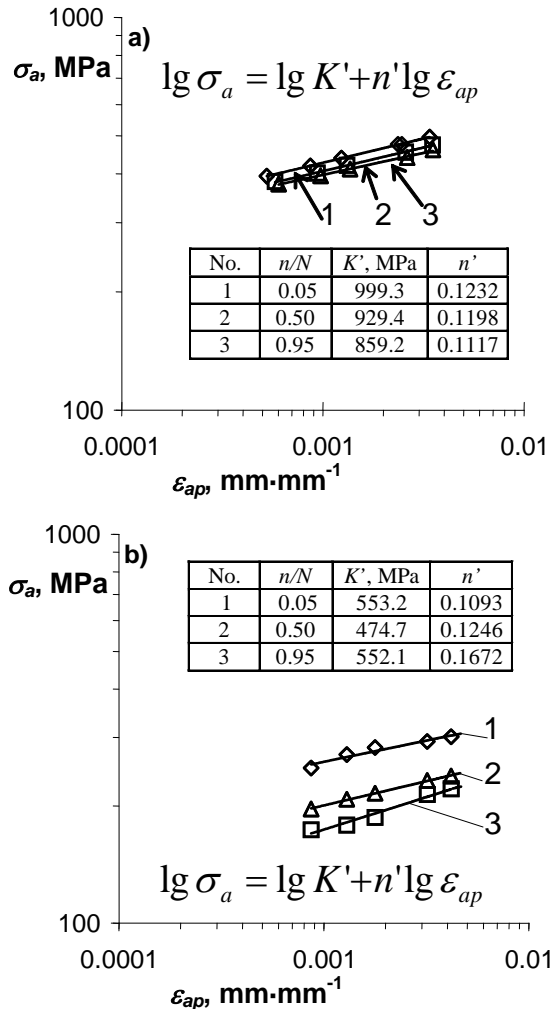 1000
a)
σa, MPa
lg σa = lg K'+n'lg εap
1 2 3
No. n/N K', MPa n'
1 0.05 999.3 0.1232
2 0.50 929.4 0.1198
3 0.95 859.2 0.1117
100
0.0001 0.001 0.01
εap, mm·mm-1
1000
b)
σa, MPa
No. n/N K', MPa n'
1 0.05 553.2 0.1093
2 0.50 474.7 0.1246
3 0.95 552.1 0.1672
1
2
3
lg σa = lg K'+n'lg εap
100
0.0001 0.001 0.01
εap, mm·mm-1